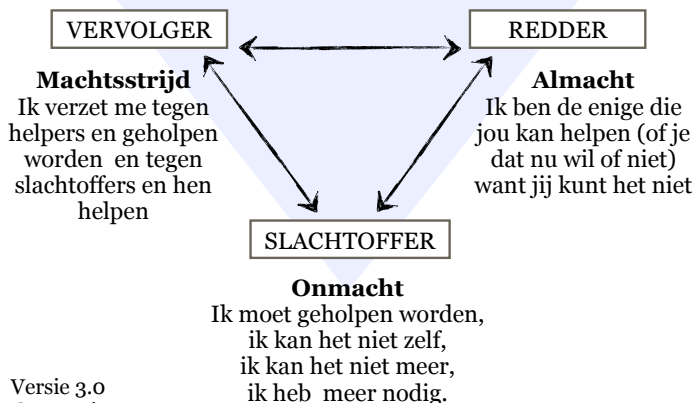 VERVOLGER
REDDER
Machtsstrijd
Ik verzet me tegen
helpers en geholpen
worden en tegen
slachtoffers en hen
helpen
Almacht
Ik ben de enige die
jou kan helpen (of je
dat nu wil of niet)
want jij kunt het niet
SLACHTOFFER
Onmacht
Ik moet geholpen worden,
ik kan het niet zelf,
ik kan het niet meer,
ik heb meer nodig.
Versie 3.0